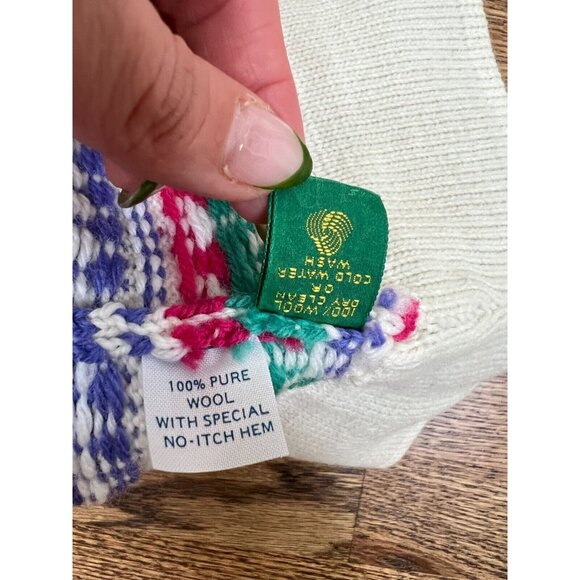 100% WOOL
DRY CLEAN
OR
COLD WATER
WASH
100% PURE
WOOL
WITH SPECIAL
NO-ITCH HEM